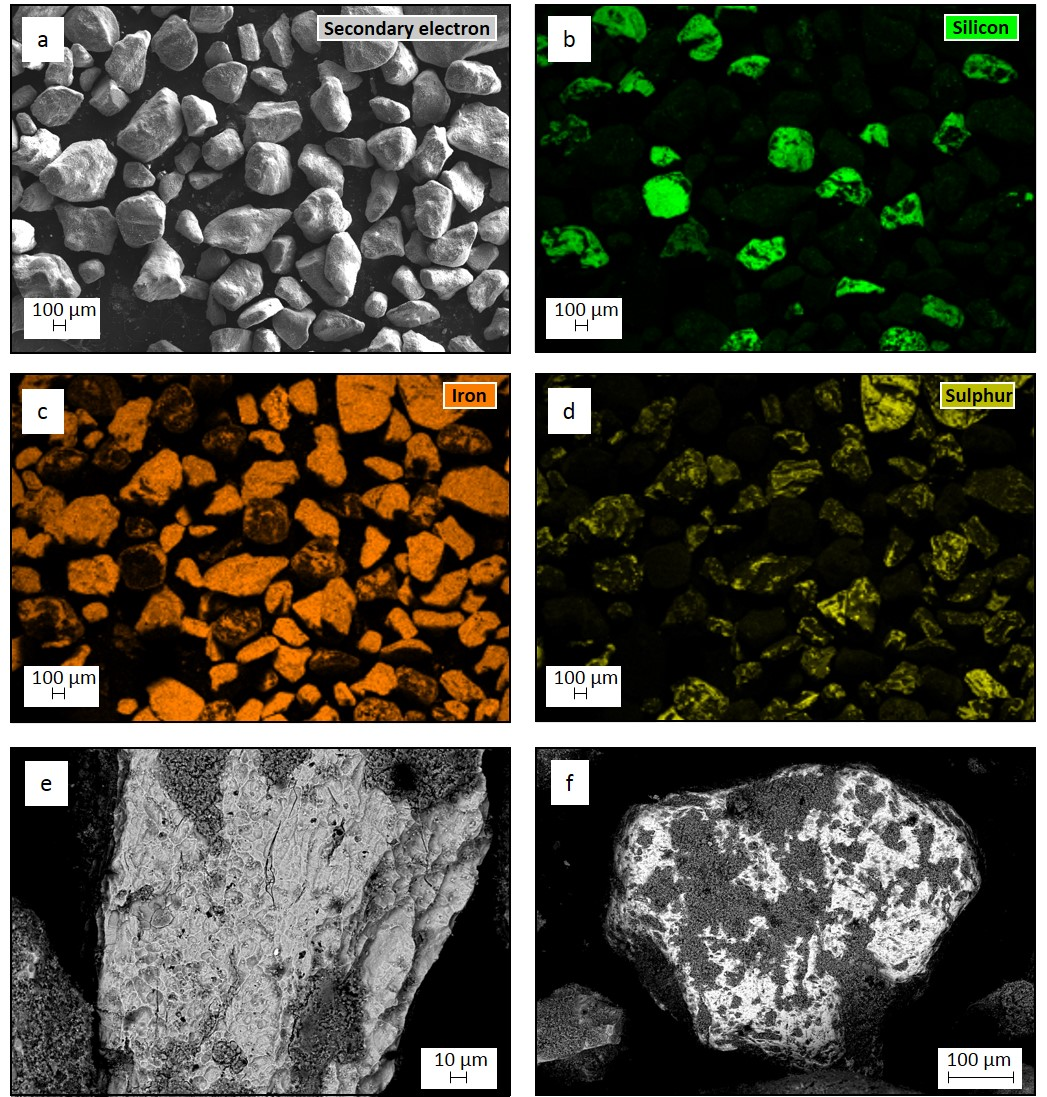 a
Secondary electron
100 µm
b
Silicon
100 µm
c
Iron
100 µm
d
Sulphur
100 µm
e
10 µm
f
100 µm